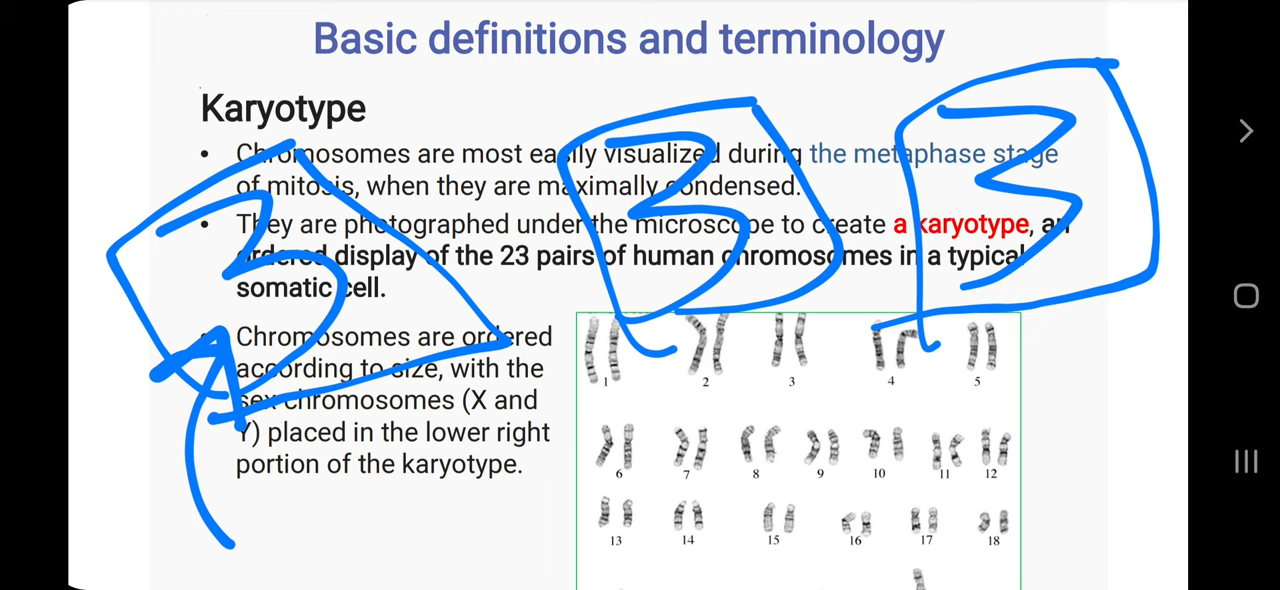 Basic definitions and terminology
Karyotype
• Chromosomes are most easily visualized during the metaphase stage
of mitosis, when they are maximally condensed.
• They are photographed under the microscope to create a karyotype, an
ordered display of the 23 pairs of human chromosomes in a typical
somatic cell.
• Chromosomes are ordered
according to size, with the
sex chromosomes (X and
Y) placed in the lower right
portion of the karyotype.
3 3 3
1 2 3 4 5
6 7 8 9 10 11 12
13 14 15 16 17 18